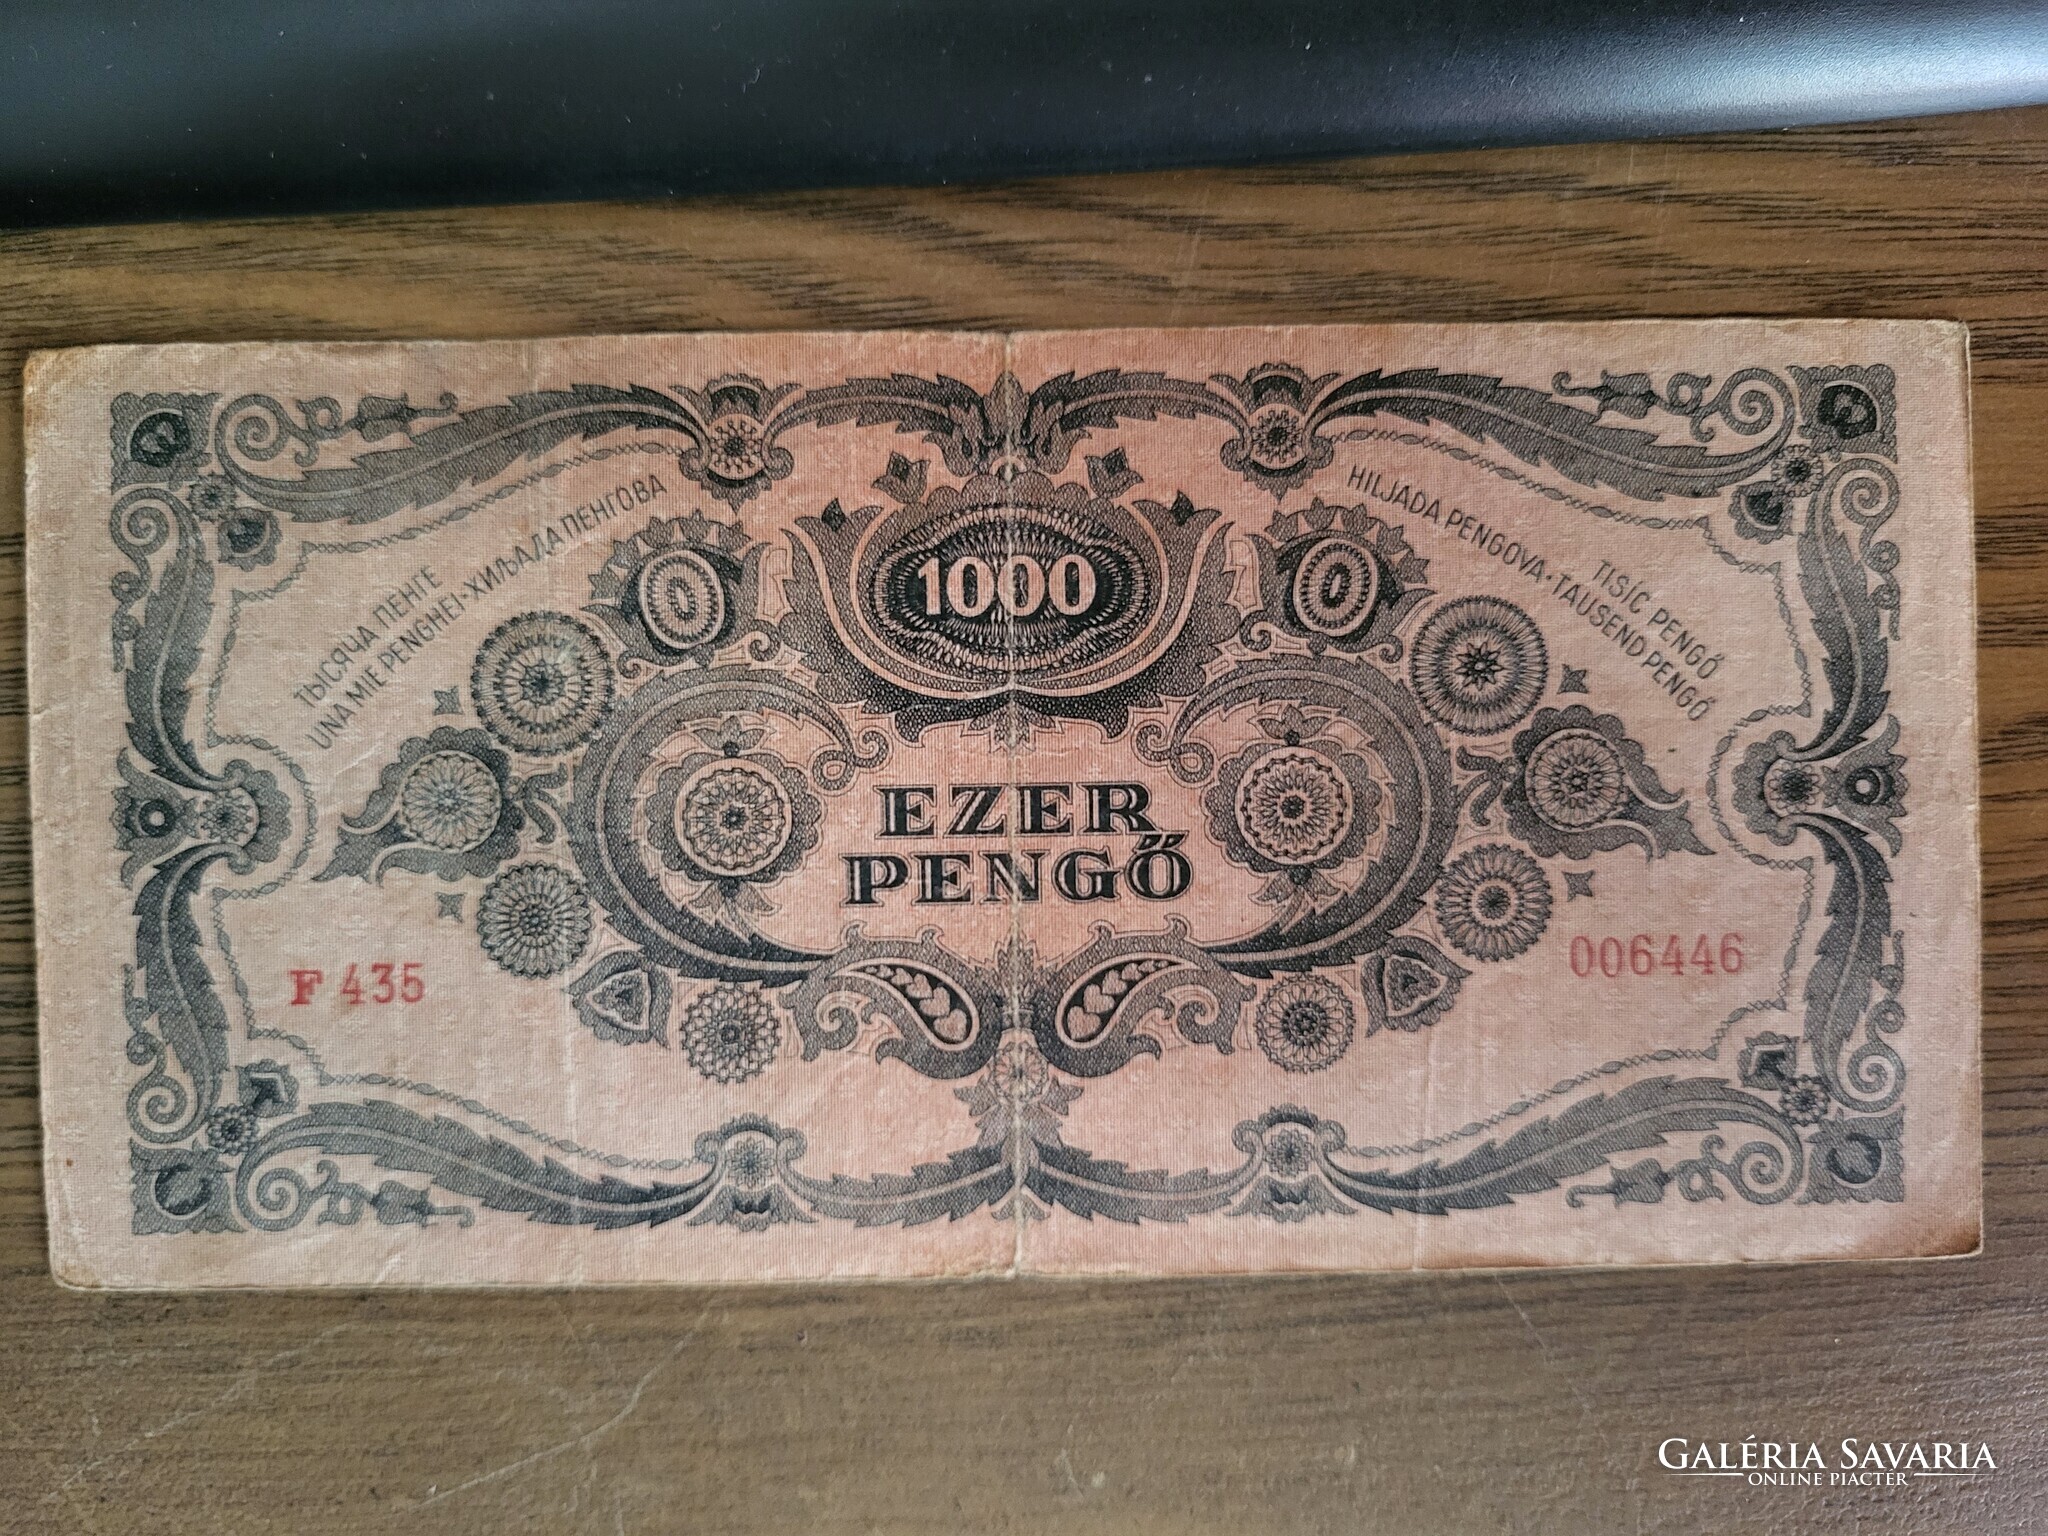 ТЫСЯЧА ПЕНГЕ
UNA MIE PENGHEI · ХИЉАДА ПЕНГОВА
HILJADA PENGOVA · TAUSEND PENGŐ
TISÍC PENGŐ
1000
EZER
PENGŐ
F 435
006446
GALÉRIA SAVARIA
ONLINE PIACTÉR